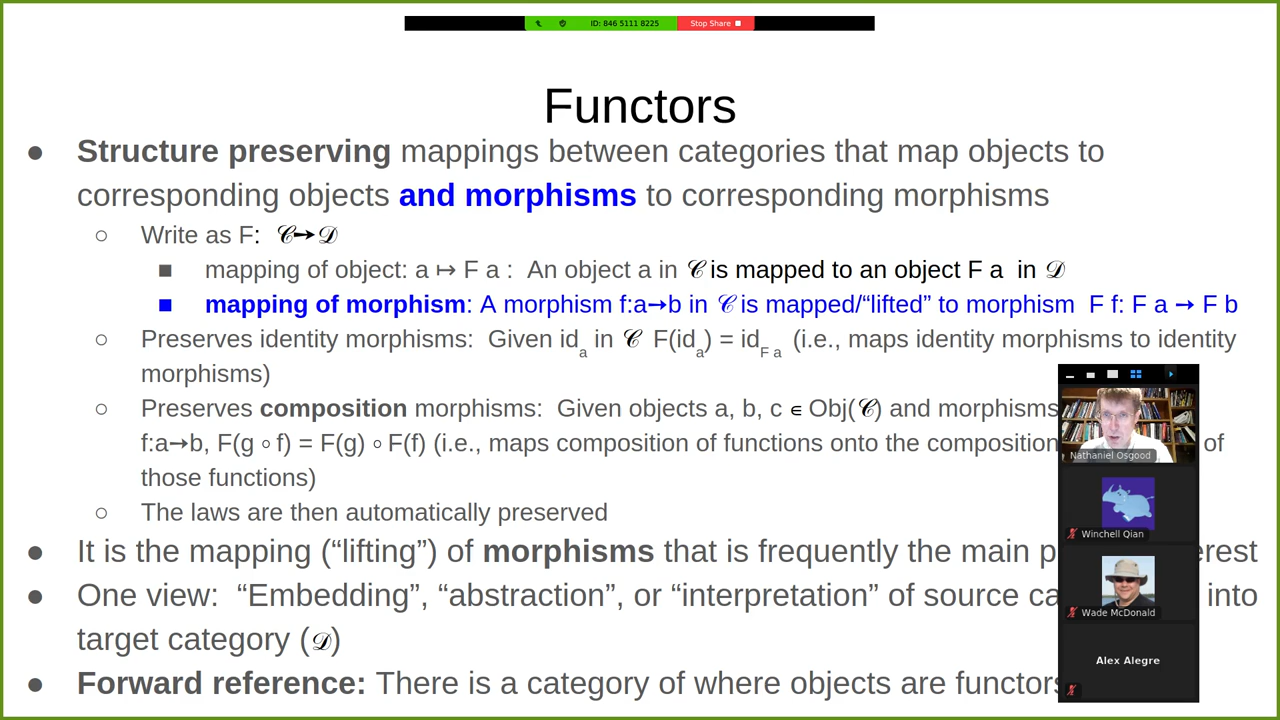 ID: 846 5111 8225 Stop Share
Functors
● Structure preserving mappings between categories that map objects to
corresponding objects and morphisms to corresponding morphisms
○ Write as F: 𝒞➙𝒟
■ mapping of object: a ↦ F a : An object a in 𝒞 is mapped to an object F a in 𝒟
■ mapping of morphism: A morphism f:a➙b in 𝒞 is mapped/“lifted” to morphism F f: F a ➙ F b
○ Preserves identity morphisms: Given id_a in 𝒞 F(id_a) = id_F a (i.e., maps identity morphisms to identity
morphisms)
○ Preserves composition morphisms: Given objects a, b, c ∊ Obj(𝒞) and morphisms
f:a➙b, F(g∘f) = F(g)∘F(f) (i.e., maps composition of functions onto the composition of
those functions)
○ The laws are then automatically preserved
● It is the mapping (“lifting”) of morphisms that is frequently the main
● One view: “Embedding”, “abstraction”, or “interpretation” of source into
target category (𝒟)
● Forward reference: There is a category of where objects are functors
Nathaniel Osgood
Winchell Qian
Wade McDonald
Alex Alegre